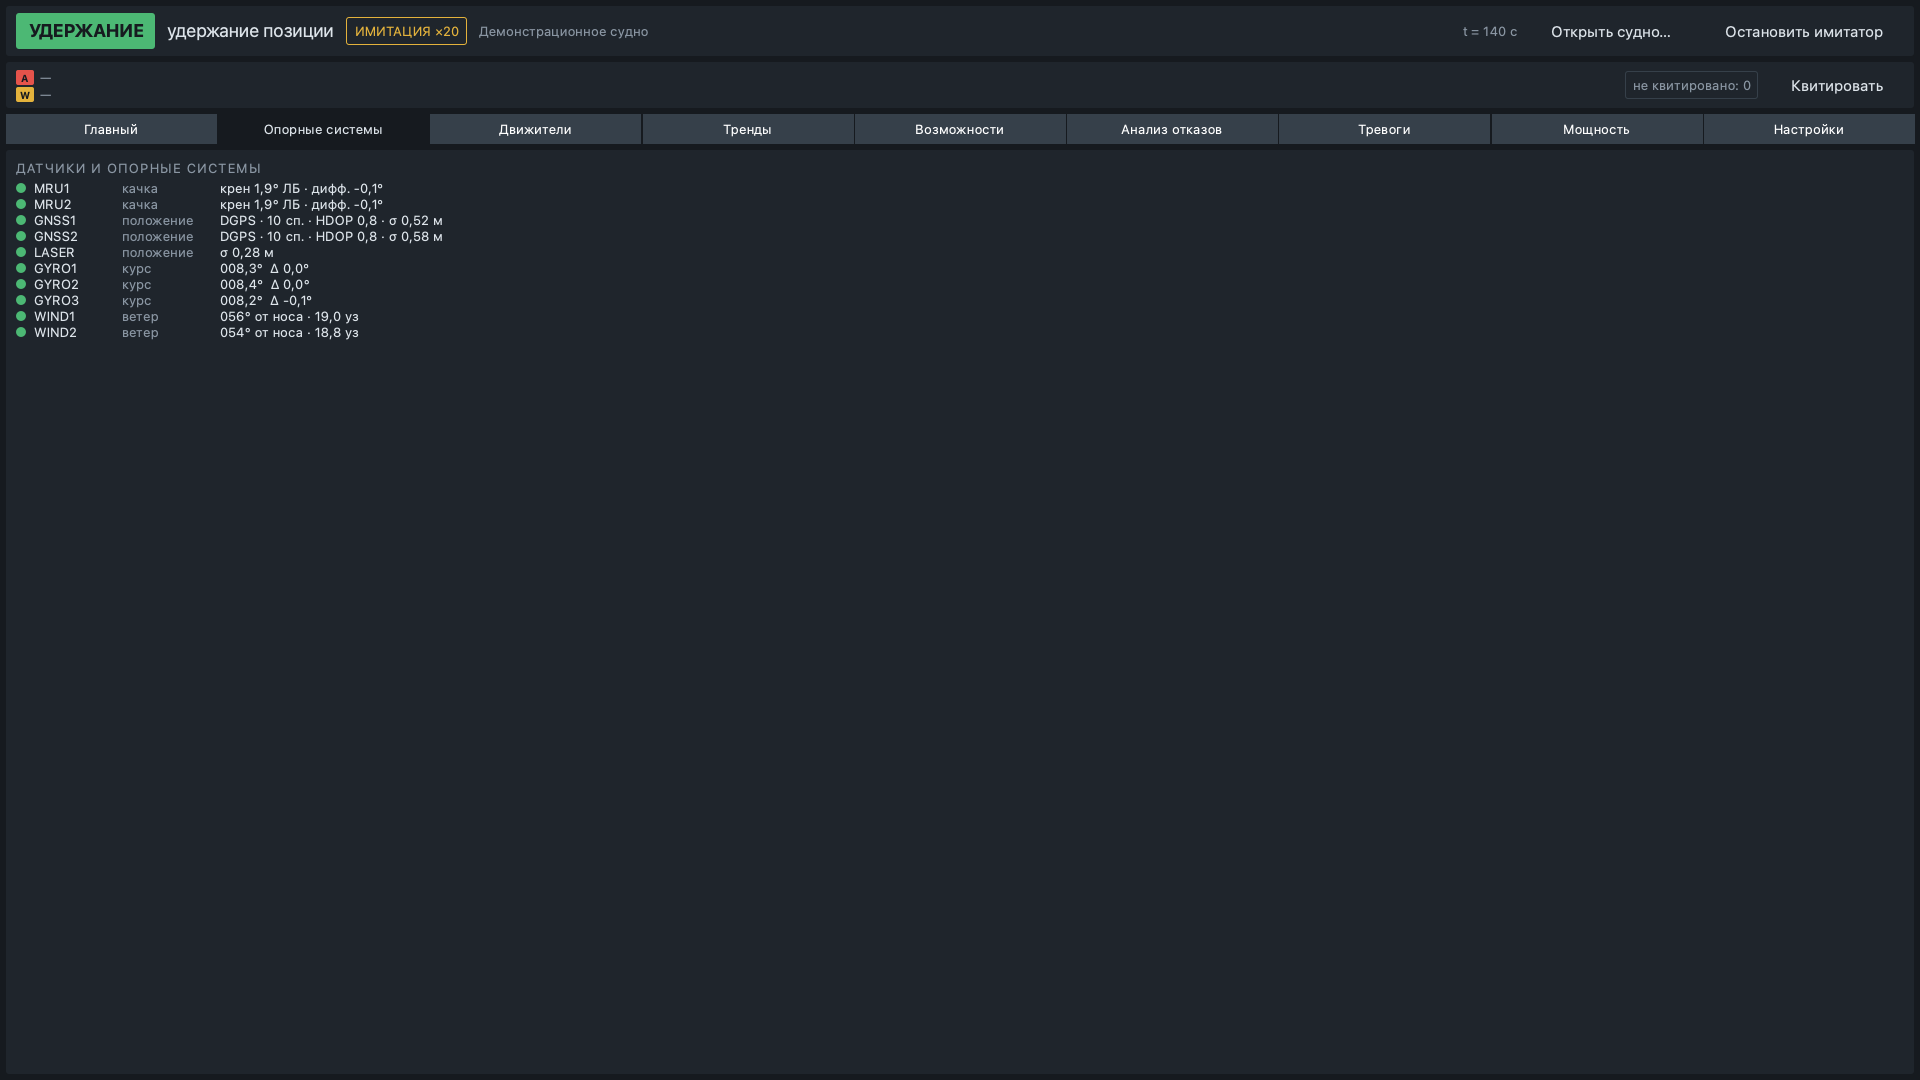 УДЕРЖАНИЕ удержание позиции ИМИТАЦИЯ ×20 Демонстрационное судно t = 140 с Открыть судно... Остановить имитатор
A —
W —
не квитировано: 0 Квитировать
Главный Опорные системы Движители Тренды Возможности Анализ отказов Тревоги Мощность Настройки
ДАТЧИКИ И ОПОРНЫЕ СИСТЕМЫ
MRU1 качка крен 1,9° ЛБ · дифф. -0,1°
MRU2 качка крен 1,9° ЛБ · дифф. -0,1°
GNSS1 положение DGPS · 10 сп. · HDOP 0,8 · σ 0,52 м
GNSS2 положение DGPS · 10 сп. · HDOP 0,8 · σ 0,58 м
LASER положение σ 0,28 м
GYRO1 курс 008,3° Δ 0,0°
GYRO2 курс 008,4° Δ 0,0°
GYRO3 курс 008,2° Δ -0,1°
WIND1 ветер 056° от носа · 19,0 уз
WIND2 ветер 054° от носа · 18,8 уз